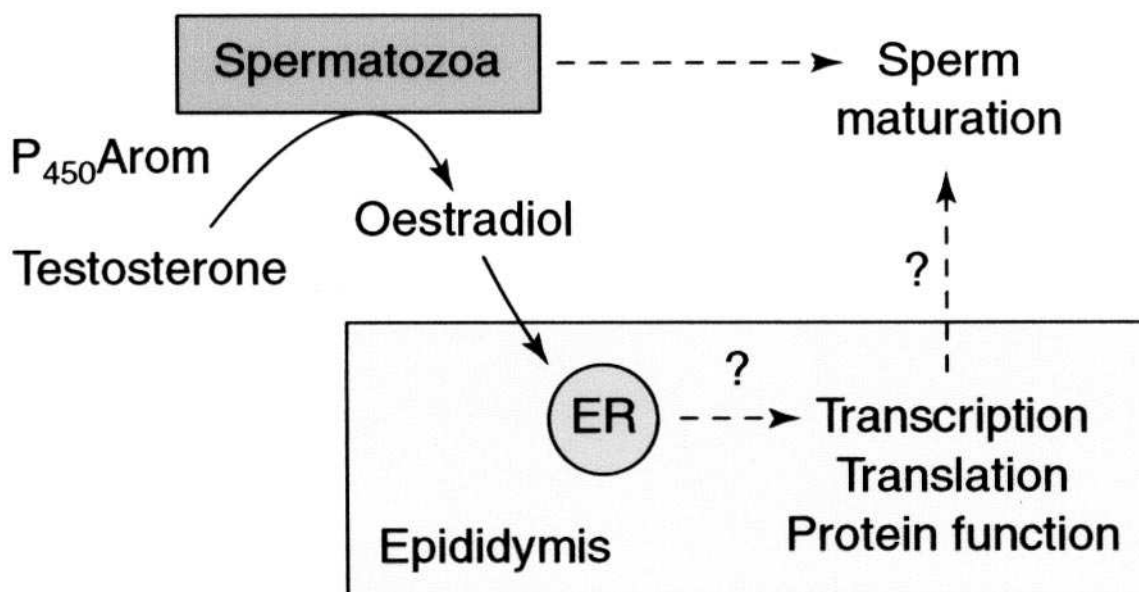 Spermatozoa
Sperm
maturation
P₄₅₀Arom
Oestradiol
Testosterone
?
?
ER
Transcription
Translation
Protein function
Epididymis